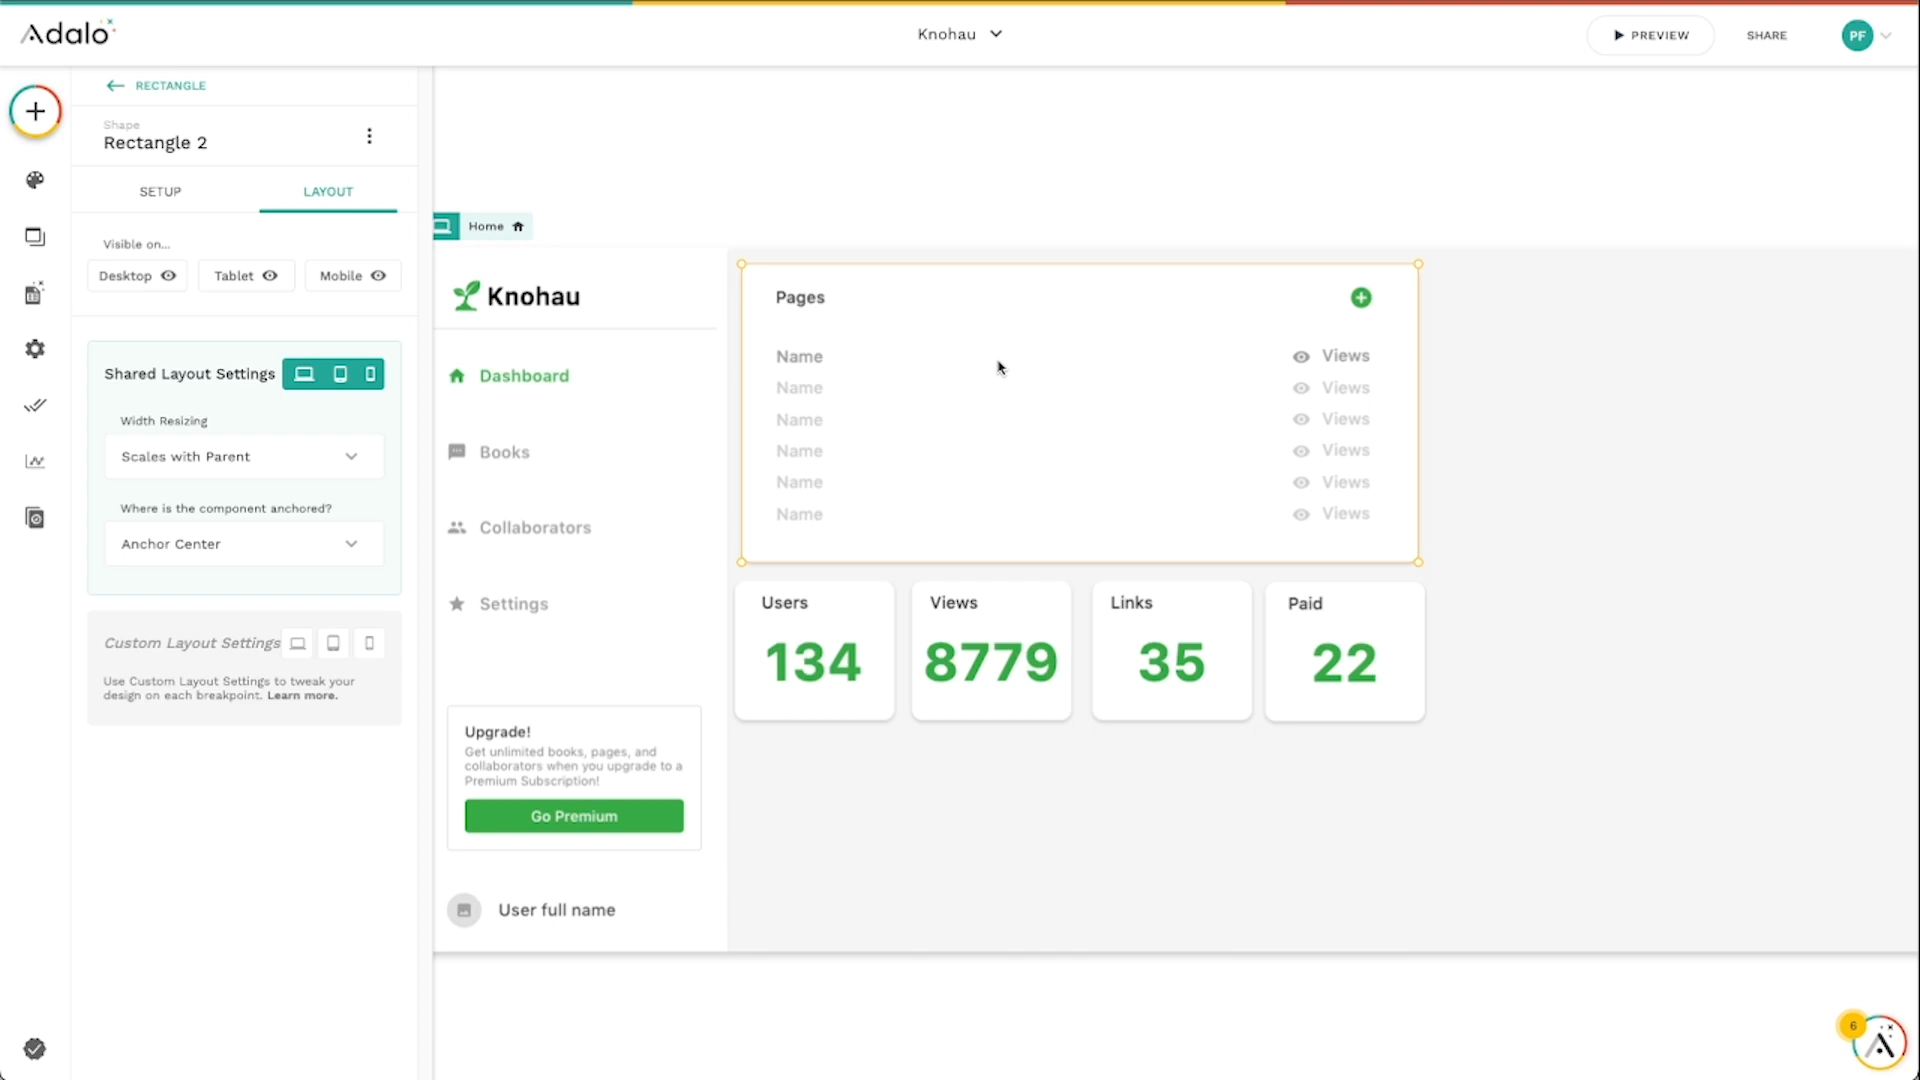 Adalo
Knohau
PREVIEW
SHARE
PF
RECTANGLE
Shape
Rectangle 2
SETUP
LAYOUT
Visible on...
Desktop
Tablet
Mobile
Shared Layout Settings
Width Resizing
Scales with Parent
Where is the component anchored?
Anchor Center
Custom Layout Settings
Use Custom Layout Settings to tweak your
design on each breakpoint. Learn more.
Home
Knohau
Dashboard
Books
Collaborators
Settings
Upgrade!
Get unlimited books, pages, and
collaborators when you upgrade to a
Premium Subscription!
Go Premium
User full name
Pages
Name Views
Name Views
Name Views
Name Views
Name Views
Name Views
Users
134
Views
8779
Links
35
Paid
22
6